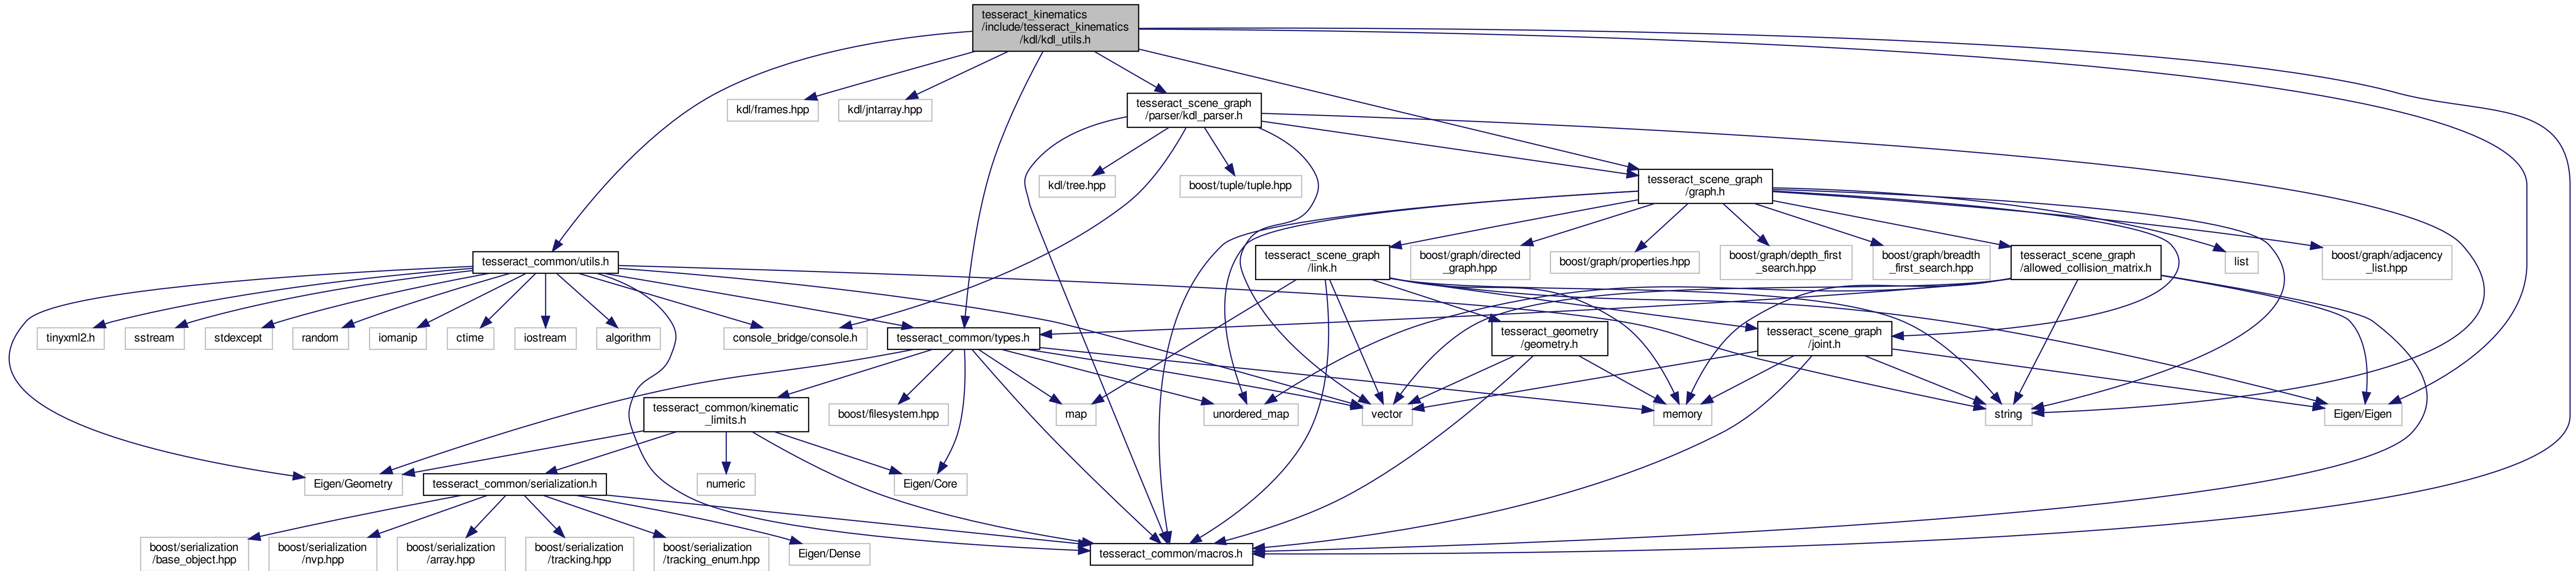 tesseract_kinematics
/include/tesseract_kinematics
/kdl/kdl_utils.h
kdl/frames.hpp
kdl/jntarray.hpp
tesseract_scene_graph
/parser/kdl_parser.h
kdl/tree.hpp
boost/tuple/tuple.hpp
tesseract_scene_graph
/graph.h
tesseract_common/utils.h
tesseract_scene_graph
/link.h
boost/graph/directed
_graph.hpp
boost/graph/properties.hpp
boost/graph/depth_first
_search.hpp
boost/graph/breadth
_first_search.hpp
tesseract_scene_graph
/allowed_collision_matrix.h
list
boost/graph/adjacency
_list.hpp
tinyxml2.h
sstream
stdexcept
random
iomanip
ctime
iostream
algorithm
console_bridge/console.h
tesseract_common/types.h
tesseract_geometry
/geometry.h
tesseract_scene_graph
/joint.h
tesseract_common/kinematic
_limits.h
boost/filesystem.hpp
map
unordered_map
vector
memory
string
Eigen/Eigen
Eigen/Geometry
tesseract_common/serialization.h
numeric
Eigen/Core
boost/serialization
/base_object.hpp
boost/serialization
/nvp.hpp
boost/serialization
/array.hpp
boost/serialization
/tracking.hpp
boost/serialization
/tracking_enum.hpp
Eigen/Dense
tesseract_common/macros.h